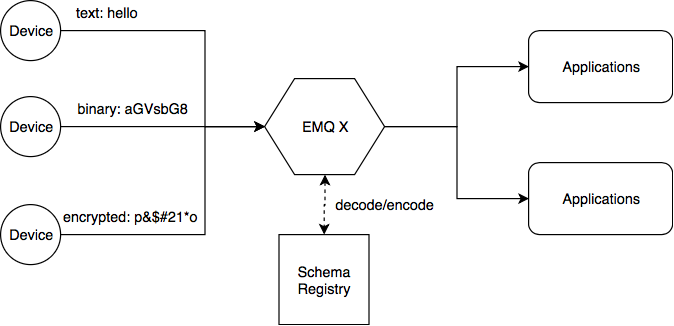 text: hello
Device
binary: aGVsbG8
Device
encrypted: p&$#21*o
Device
EMQ X
decode/encode
Schema
Registry
Applications
Applications